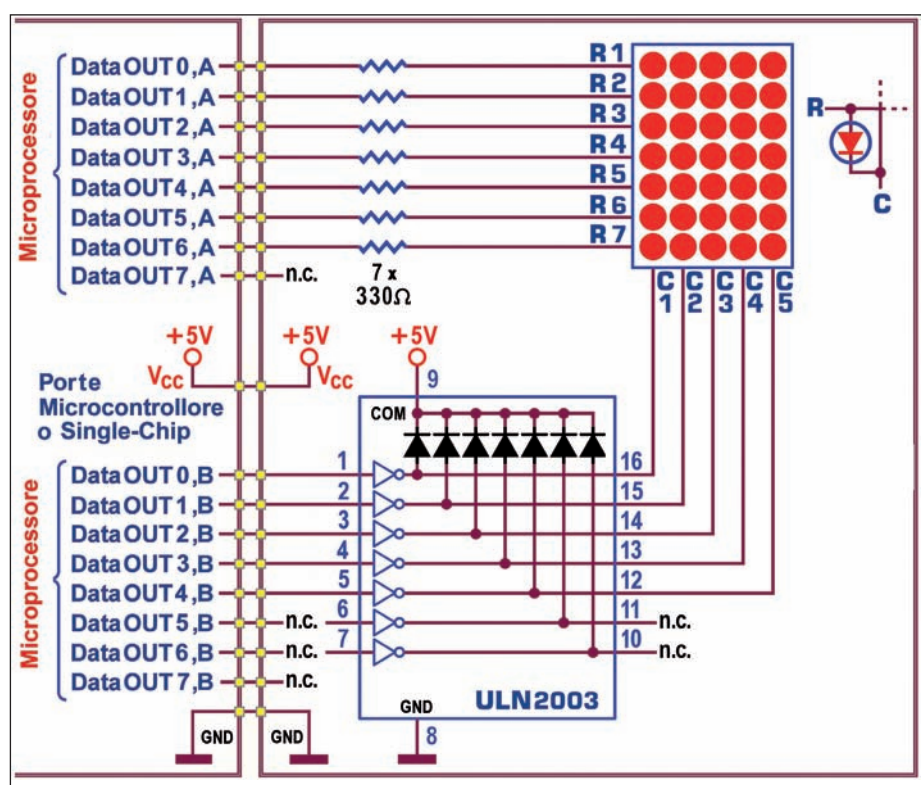 Microprocessore
DataOUT0,A
DataOUT1,A
DataOUT2,A
DataOUT3,A
DataOUT4,A
DataOUT5,A
DataOUT6,A
DataOUT7,A
n.c.
7 x
330Ω
R1
R2
R3
R4
R5
R6
R7
C1
C2
C3
C4
C5
R
C
+5V
Vcc
+5V
Vcc
+5V
9
Porte
Microcontrollore
o Single-Chip
Microprocessore
DataOUT0,B
DataOUT1,B
DataOUT2,B
DataOUT3,B
DataOUT4,B
DataOUT5,B
n.c.
DataOUT6,B
n.c.
DataOUT7,B
n.c.
GND
GND
COM
1
2
3
4
5
6
7
16
15
14
13
12
11
n.c.
10
n.c.
ULN2003
GND
8